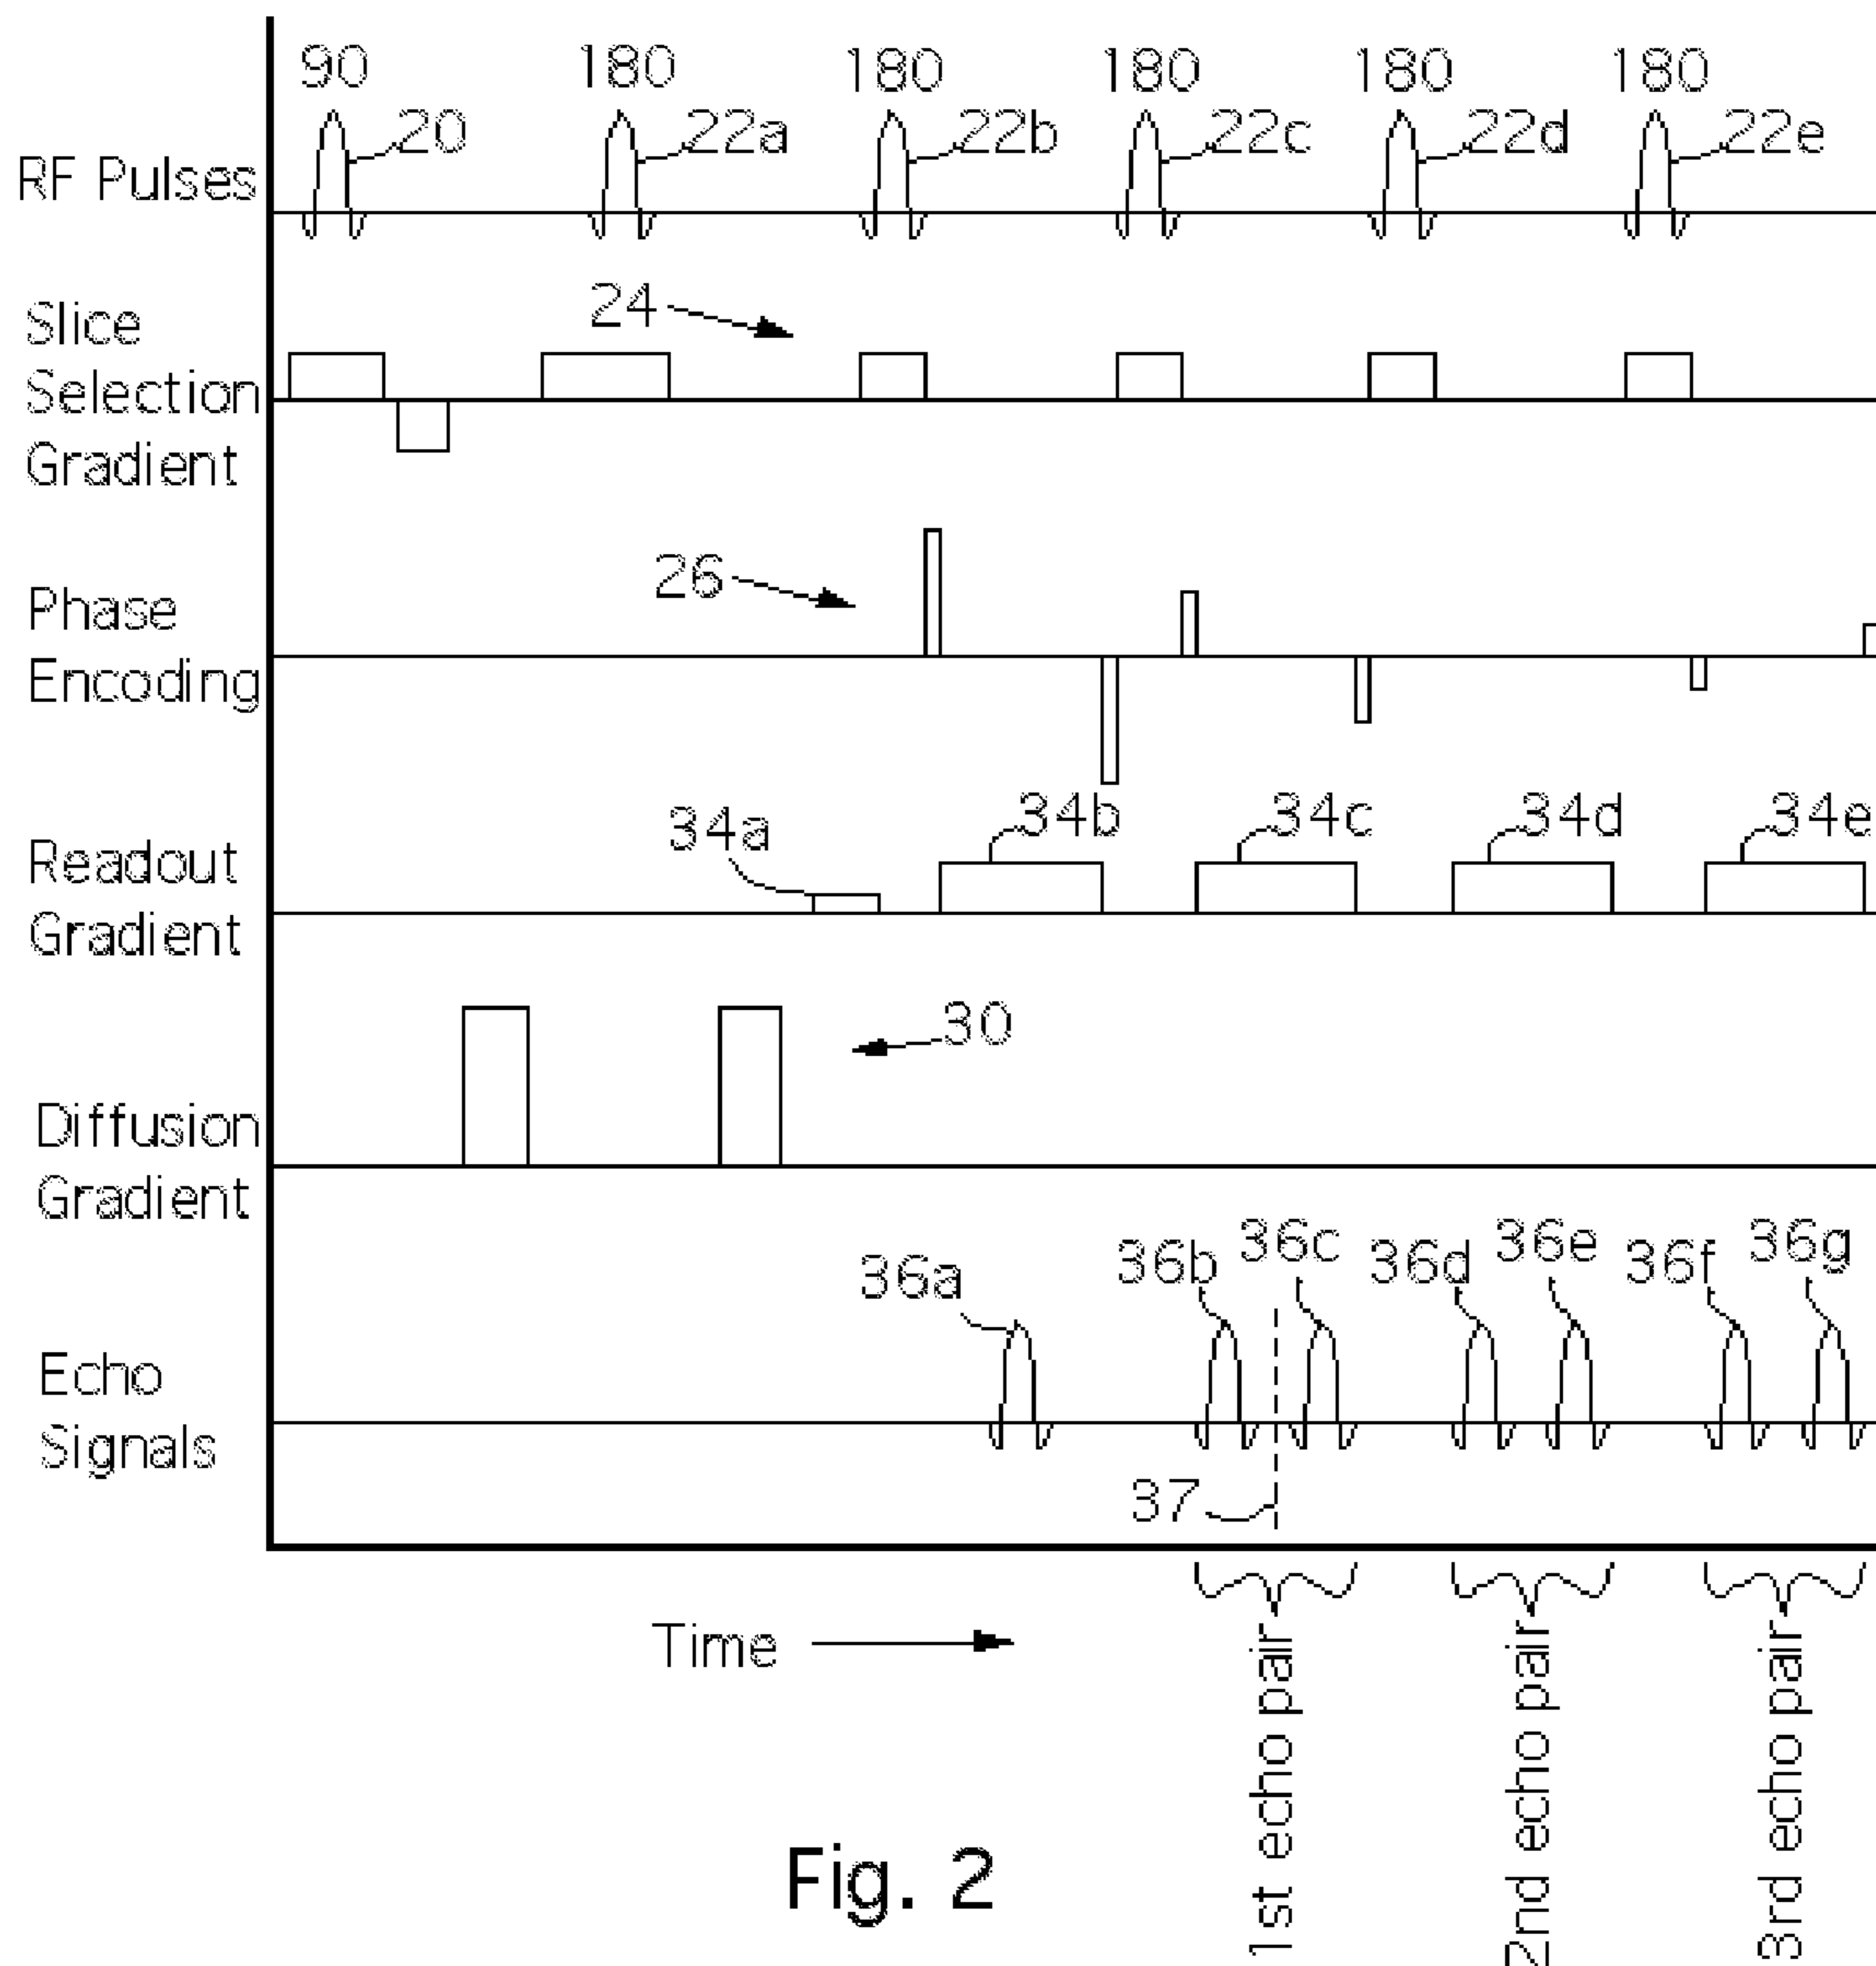 90 180 180 180 180 180
20 22a 22b 22c 22d 22e
RF Pulses
24
Slice
Selection
Gradient
26
Phase
Encoding
34a 34b 34c 34d 34e
Readout
Gradient
30
Diffusion
Gradient
36a 36b 36c 36d 36e 36f 36g
Echo
Signals
37
Time
1st echo pair
2nd echo pair
3rd echo pair
Fig. 2